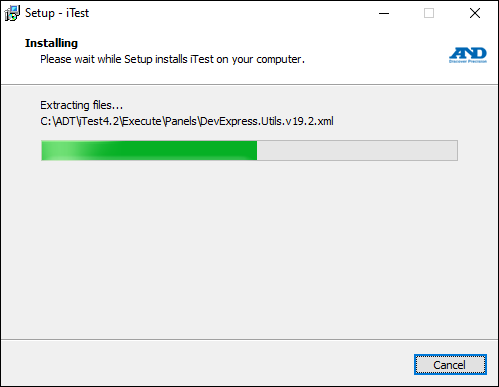 Setup - iTest
Installing
Please wait while Setup installs iTest on your computer.
AND
Discover Precision
Extracting files...
C:\ADT\iTest4.2\Execute\Panels\DevExpress.Utils.v19.2.xml
Cancel